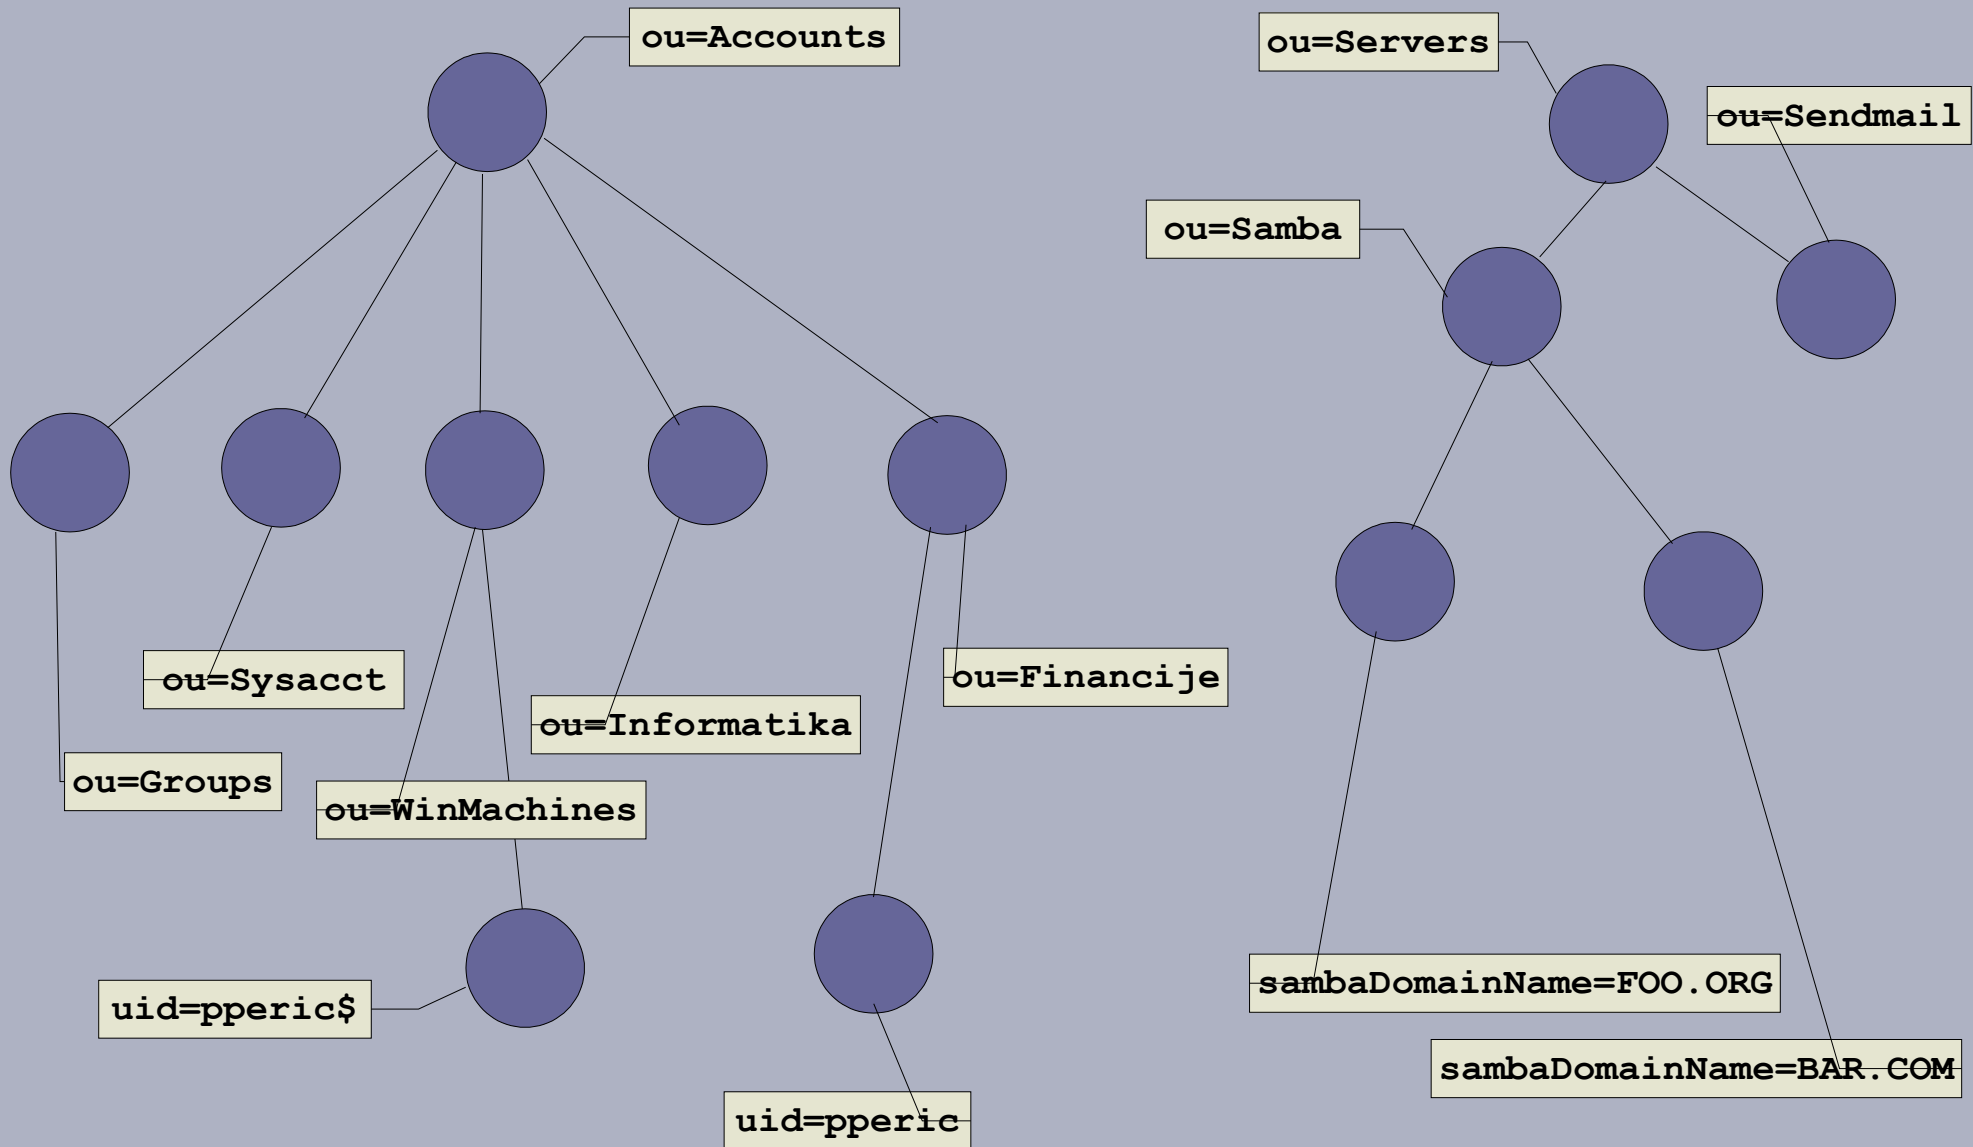 ou=Accounts
ou=Servers
ou=Sendmail
ou=Samba
ou=Sysacct
ou=Financije
ou=Informatika
ou=Groups
ou=WinMachines
uid=pperic$
sambaDomainName=FOO.ORG
sambaDomainName=BAR.COM
uid=pperic